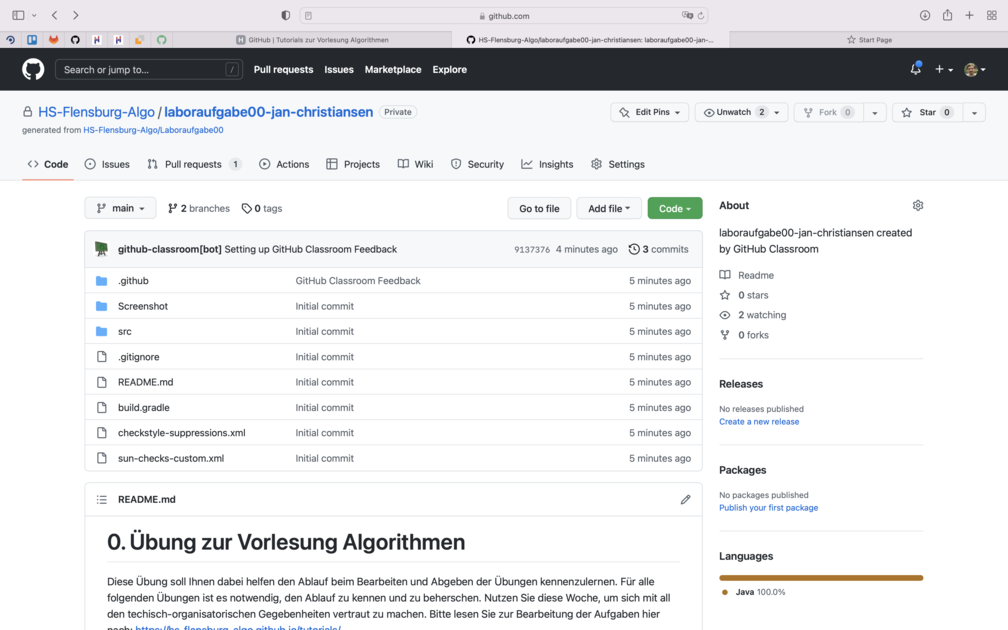 github.com
GitHub | Tutorials zur Vorlesung Algorithmen
HS-Flensburg-Algo/laboraufgabe00-jan-christiansen: laboraufgabe00-jan-...
Start Page
Search or jump to... /
Pull requests Issues Marketplace Explore
HS-Flensburg-Algo / laboraufgabe00-jan-christiansen Private
Edit Pins Unwatch 2 Fork 0 Star 0
generated from HS-Flensburg-Algo/Laboraufgabe00
Code Issues Pull requests 1 Actions Projects Wiki Security Insights Settings
main 2 branches 0 tags Go to file Add file Code
github-classroom[bot] Setting up GitHub Classroom Feedback 9137376 4 minutes ago 3 commits
.github GitHub Classroom Feedback 5 minutes ago
Screenshot Initial commit 5 minutes ago
src Initial commit 5 minutes ago
.gitignore Initial commit 5 minutes ago
README.md Initial commit 5 minutes ago
build.gradle Initial commit 5 minutes ago
checkstyle-suppressions.xml Initial commit 5 minutes ago
sun-checks-custom.xml Initial commit 5 minutes ago
README.md
0. Übung zur Vorlesung Algorithmen
Diese Übung soll Ihnen dabei helfen den Ablauf beim Bearbeiten und Abgeben der Übungen kennenzulernen. Für alle
folgenden Übungen ist es notwendig, den Ablauf zu kennen und zu beherschen. Nutzen Sie diese Woche, um sich mit all
den techisch-organisatorischen Gegebenheiten vertraut zu machen. Bitte lesen Sie zur Bearbeitung der Aufgaben hier
nach: https://hs-flensburg-algo.github.io/tutorials/
About
laboraufgabe00-jan-christiansen created
by GitHub Classroom
Readme
0 stars
2 watching
0 forks
Releases
No releases published
Create a new release
Packages
No packages published
Publish your first package
Languages
Java 100.0%